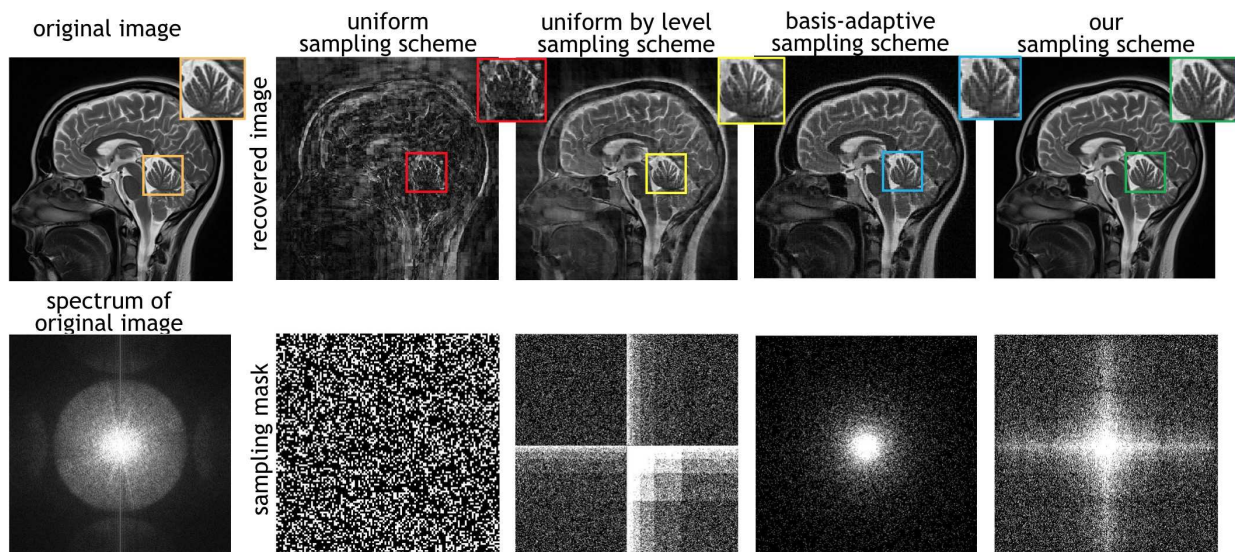 original image
uniform
sampling scheme
uniform by level
sampling scheme
basis-adaptive
sampling scheme
our
sampling scheme
recovered image
spectrum of
original image
sampling mask